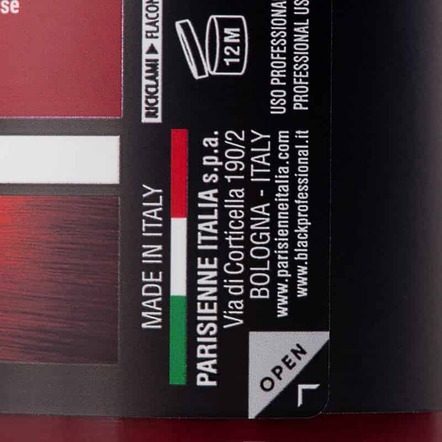 se
RICICLAMI ▶ FLACON
12M
USO PROFESSIONA
PROFESSIONAL US
MADE IN ITALY
PARISIENNE ITALIA s.p.a.
Via di Corticella 190/2
BOLOGNA - ITALY
www.parisienneitalia.com
www.blackprofessional.it
OPEN